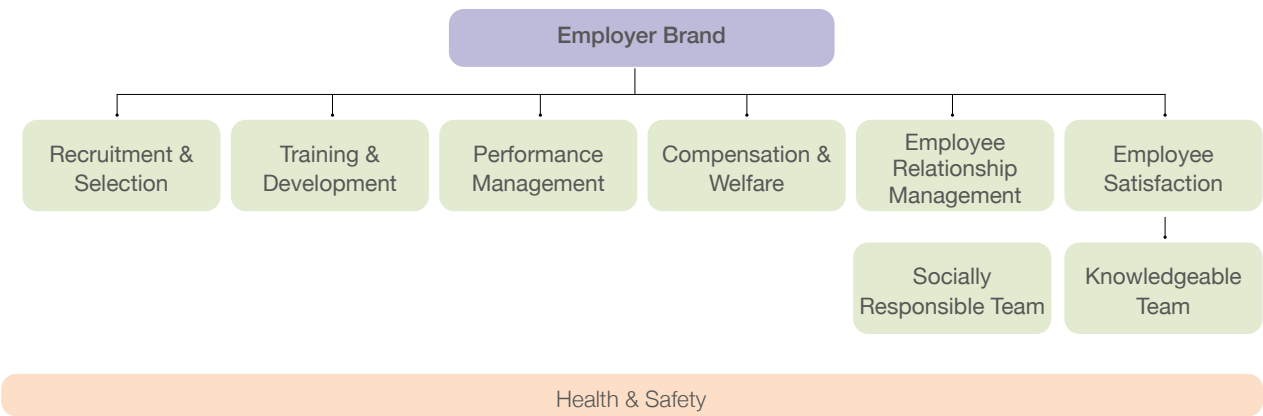 Employer Brand
Recruitment &
Selection
Training &
Development
Performance
Management
Compensation &
Welfare
Employee
Relationship
Management
Employee
Satisfaction
Socially
Responsible Team
Knowledgeable
Team
Health & Safety